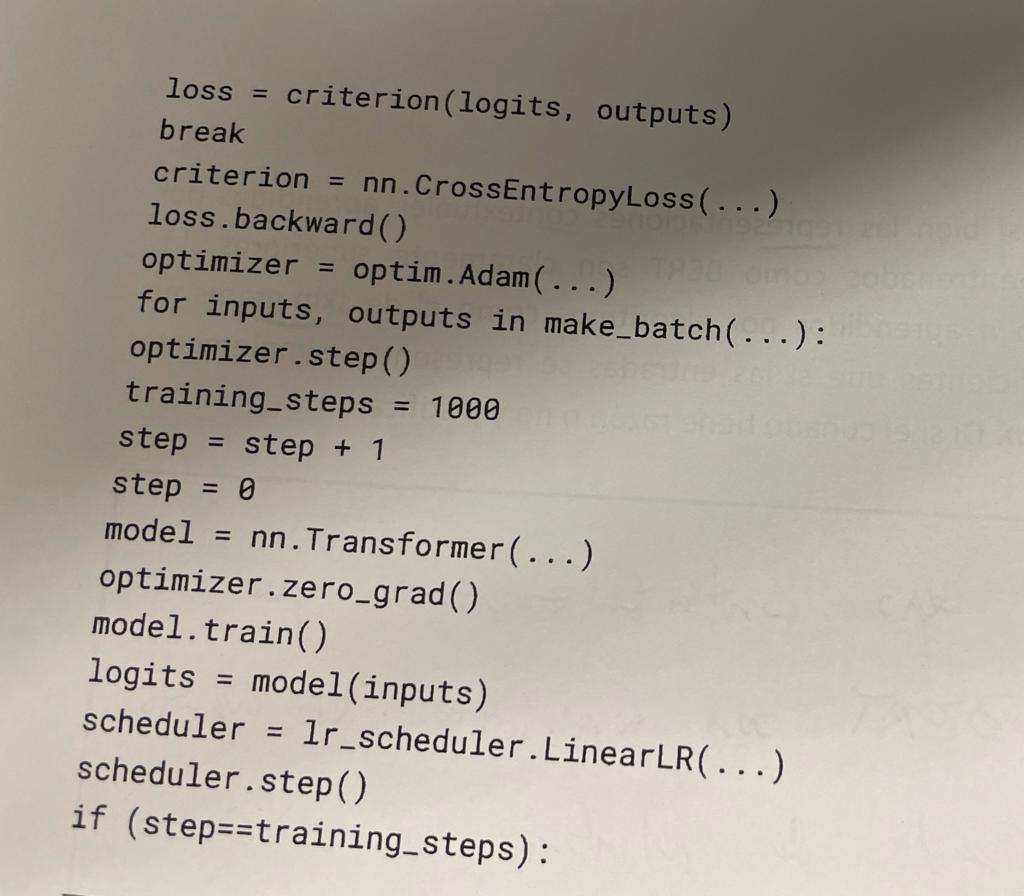 loss = criterion(logits, outputs)
break
criterion = nn.CrossEntropyLoss(...)
loss.backward()
optimizer = optim.Adam(...)
for inputs, outputs in make_batch(...):
optimizer.step()
training_steps = 1000
step = step + 1
step = 0
model = nn.Transformer(...)
optimizer.zero_grad()
model.train()
logits = model(inputs)
scheduler = lr_scheduler.LinearLR(...)
scheduler.step()
if (step==training_steps):